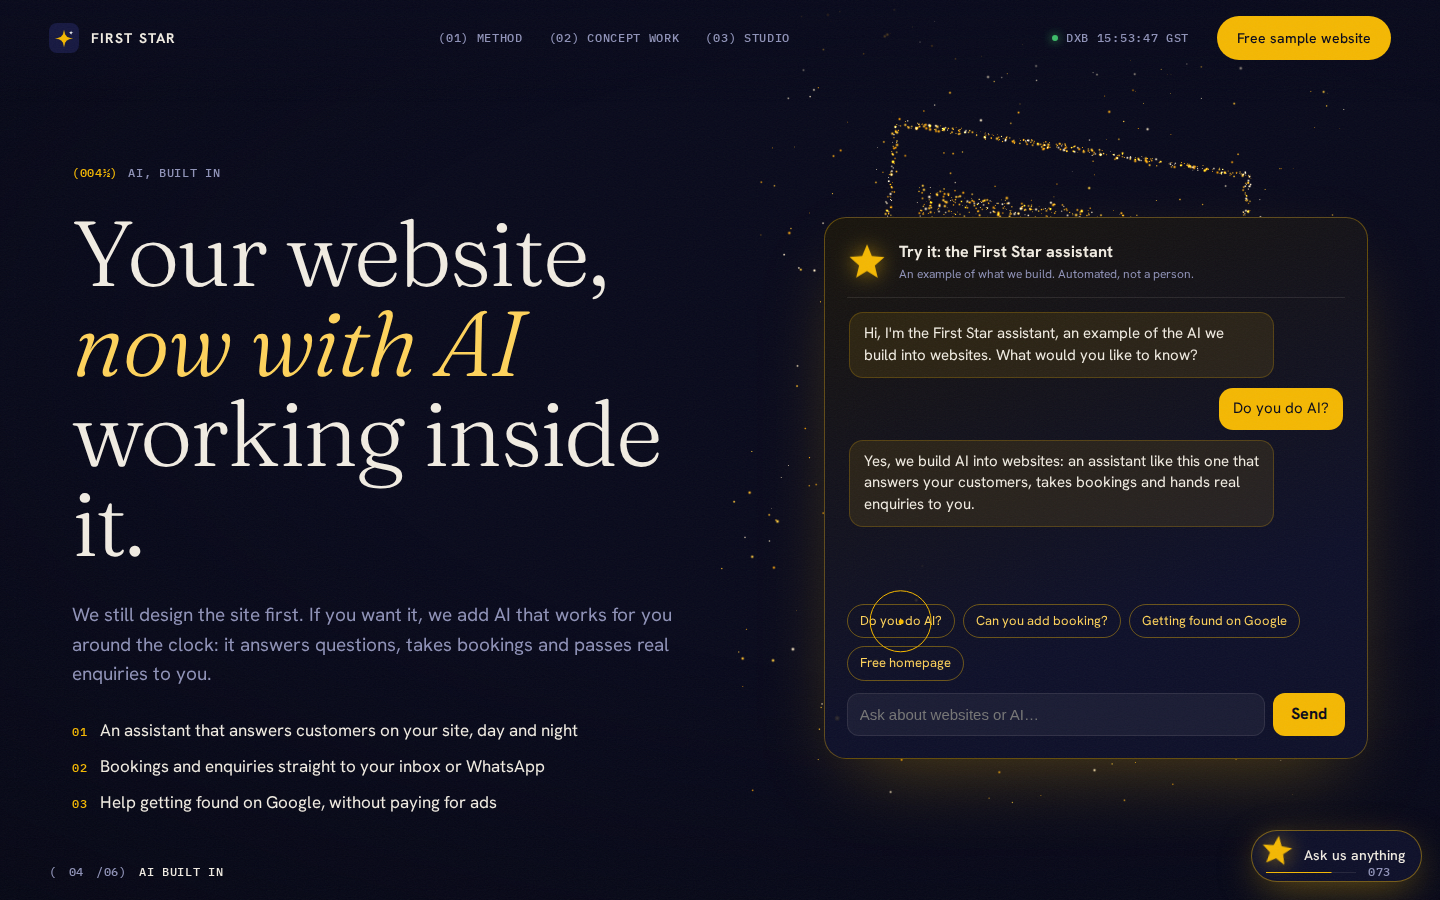 FIRST STAR
(01) METHOD (02) CONCEPT WORK (03) STUDIO
DXB 15:53:47 GST
Free sample website
(004½) AI, BUILT IN
Your website,
now with AI
working inside
it.
We still design the site first. If you want it, we add AI that works for you
around the clock: it answers questions, takes bookings and passes real
enquiries to you.
01 An assistant that answers customers on your site, day and night
02 Bookings and enquiries straight to your inbox or WhatsApp
03 Help getting found on Google, without paying for ads
Try it: the First Star assistant
An example of what we build. Automated, not a person.
Hi, I'm the First Star assistant, an example of the AI we
build into websites. What would you like to know?
Do you do AI?
Yes, we build AI into websites: an assistant like this one that
answers your customers, takes bookings and hands real
enquiries to you.
Do you do AI? Can you add booking? Getting found on Google
Free homepage
Ask about websites or AI…
Send
( 04 /06) AI BUILT IN
Ask us anything
073